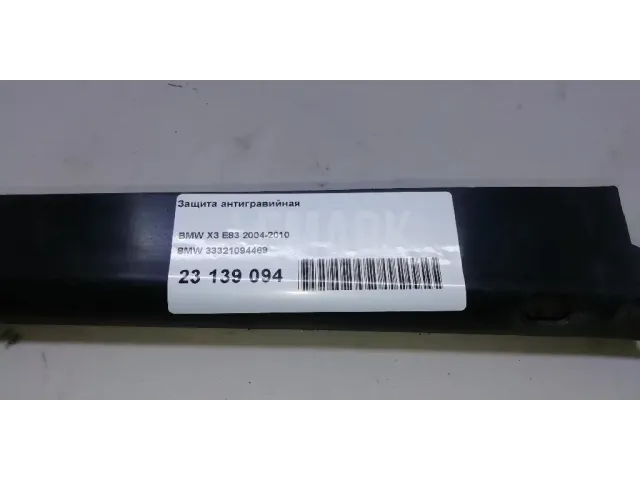 Защита антигравийная
BMW X3 E83 2004-2010
BMW 33321094469
23 139 094